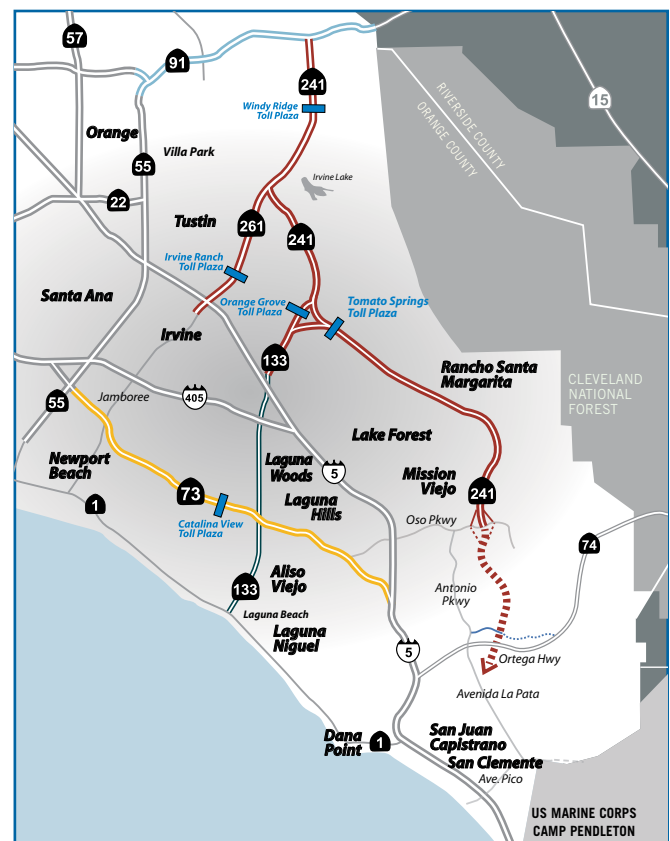 57
91
241
15
Windy Ridge
Toll Plaza
RIVERSIDE COUNTY
ORANGE COUNTY
Orange
Villa Park
55
Irvine Lake
22
Tustin
261
241
Irvine Ranch
Toll Plaza
Santa Ana
Orange Grove
Toll Plaza
Tomato Springs
Toll Plaza
Irvine
133
Rancho Santa
Margarita
CLEVELAND
NATIONAL
FOREST
55
Jamboree
405
Lake Forest
Newport
Beach
Laguna
Woods
5
Mission
Viejo
73
241
1
Laguna
Hills
Catalina View
Toll Plaza
Oso Pkwy
74
Aliso
Viejo
133
Antonio
Pkwy
Laguna Beach
Laguna
Niguel
5
Ortega Hwy
Avenida La Pata
Dana
Point
1
San Juan
Capistrano
San Clemente
Ave. Pico
US MARINE CORPS
CAMP PENDLETON